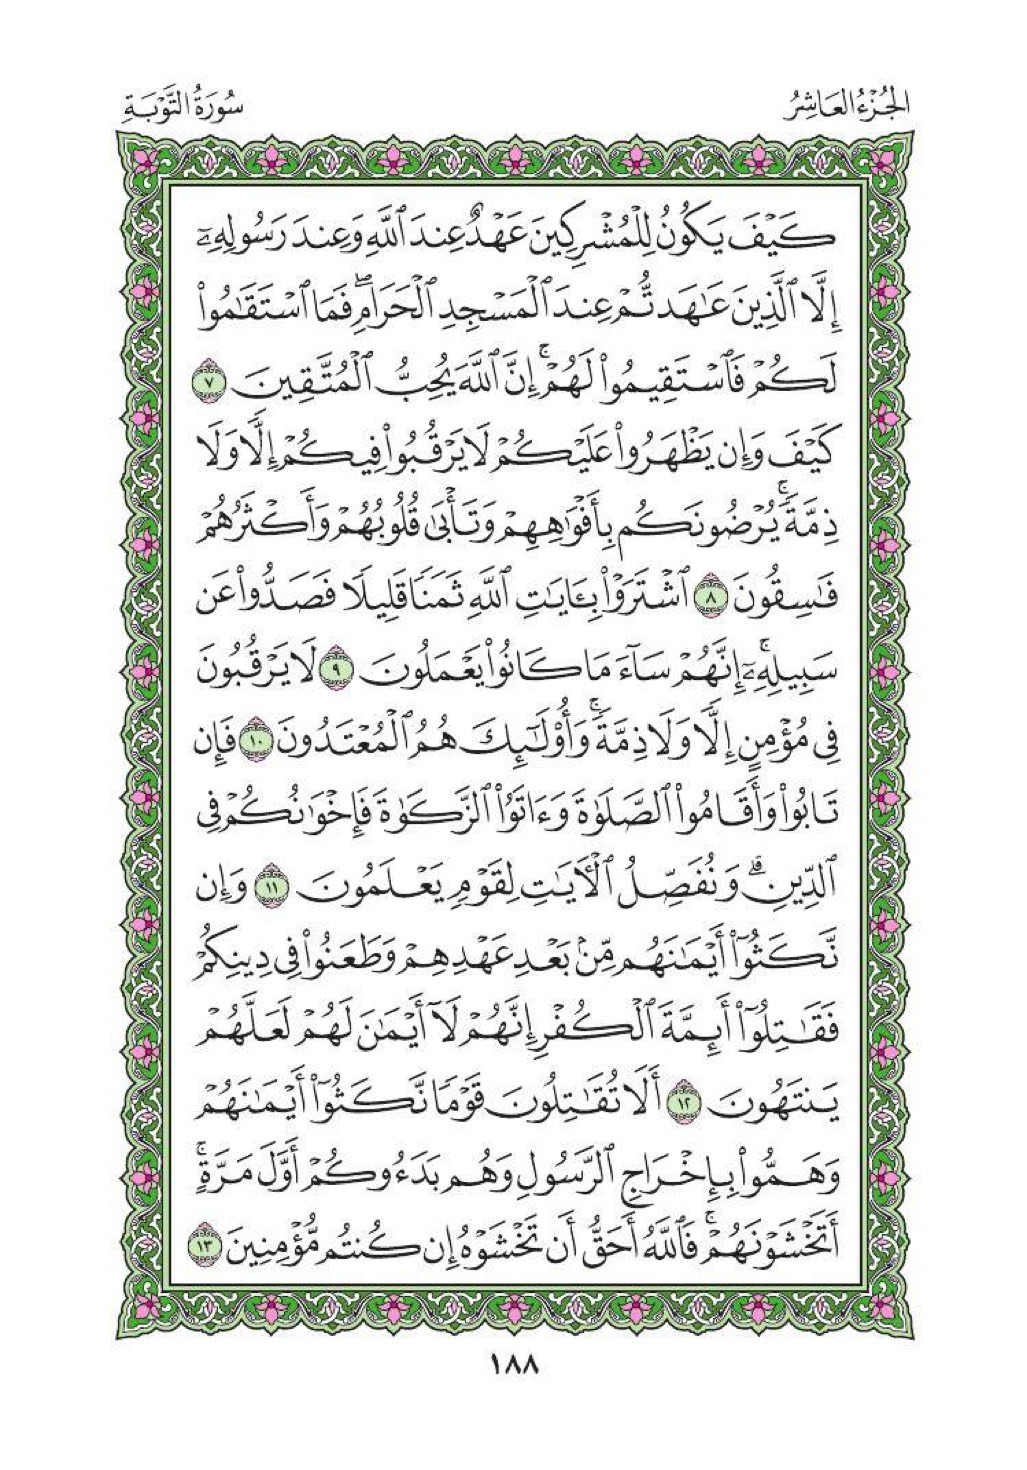 الجُزْءُ العَاشِرُ
سُورَةُ التَّوْبَةِ
كَيْفَ يَكُونُ لِلْمُشْرِكِينَ عَهْدٌ عِندَ ٱللَّهِ وَعِندَ رَسُولِهِۦٓ
إِلَّا ٱلَّذِينَ عَٰهَدتُّمْ عِندَ ٱلْمَسْجِدِ ٱلْحَرَامِۖ فَمَا ٱسْتَقَٰمُوا۟
لَكُمْ فَٱسْتَقِيمُوا۟ لَهُمْۚ إِنَّ ٱللَّهَ يُحِبُّ ٱلْمُتَّقِينَ ٧
كَيْفَ وَإِن يَظْهَرُوا۟ عَلَيْكُمْ لَا يَرْقُبُوا۟ فِيكُمْ إِلًّا وَلَا
ذِمَّةًۚ يُرْضُونَكُم بِأَفْوَٰهِهِمْ وَتَأْبَىٰ قُلُوبُهُمْ وَأَكْثَرُهُمْ
فَٰسِقُونَ ٨ ٱشْتَرَوْا۟ بِـَٔايَٰتِ ٱللَّهِ ثَمَنًا قَلِيلًا فَصَدُّوا۟ عَن
سَبِيلِهِۦٓۚ إِنَّهُمْ سَآءَ مَا كَانُوا۟ يَعْمَلُونَ ٩ لَا يَرْقُبُونَ
فِى مُؤْمِنٍ إِلًّا وَلَا ذِمَّةًۚ وَأُو۟لَٰٓئِكَ هُمُ ٱلْمُعْتَدُونَ ١٠ فَإِن
تَابُوا۟ وَأَقَامُوا۟ ٱلصَّلَوٰةَ وَءَاتَوُا۟ ٱلزَّكَوٰةَ فَإِخْوَٰنُكُمْ فِى
ٱلدِّينِۗ وَنُفَصِّلُ ٱلْأَيَٰتِ لِقَوْمٍ يَعْلَمُونَ ١١ وَإِن
نَّكَثُوٓا۟ أَيْمَٰنَهُم مِّنۢ بَعْدِ عَهْدِهِمْ وَطَعَنُوا۟ فِى دِينِكُمْ
فَقَٰتِلُوٓا۟ أَئِمَّةَ ٱلْكُفْرِ إِنَّهُمْ لَآ أَيْمَٰنَ لَهُمْ لَعَلَّهُمْ
يَنتَهُونَ ١٢ أَلَا تُقَٰتِلُونَ قَوْمًا نَّكَثُوٓا۟ أَيْمَٰنَهُمْ
وَهَمُّوا۟ بِإِخْرَاجِ ٱلرَّسُولِ وَهُم بَدَءُوكُمْ أَوَّلَ مَرَّةٍۚ
أَتَخْشَوْنَهُمْۚ فَٱللَّهُ أَحَقُّ أَن تَخْشَوْهُ إِن كُنتُم مُّؤْمِنِينَ ١٣
١٨٨